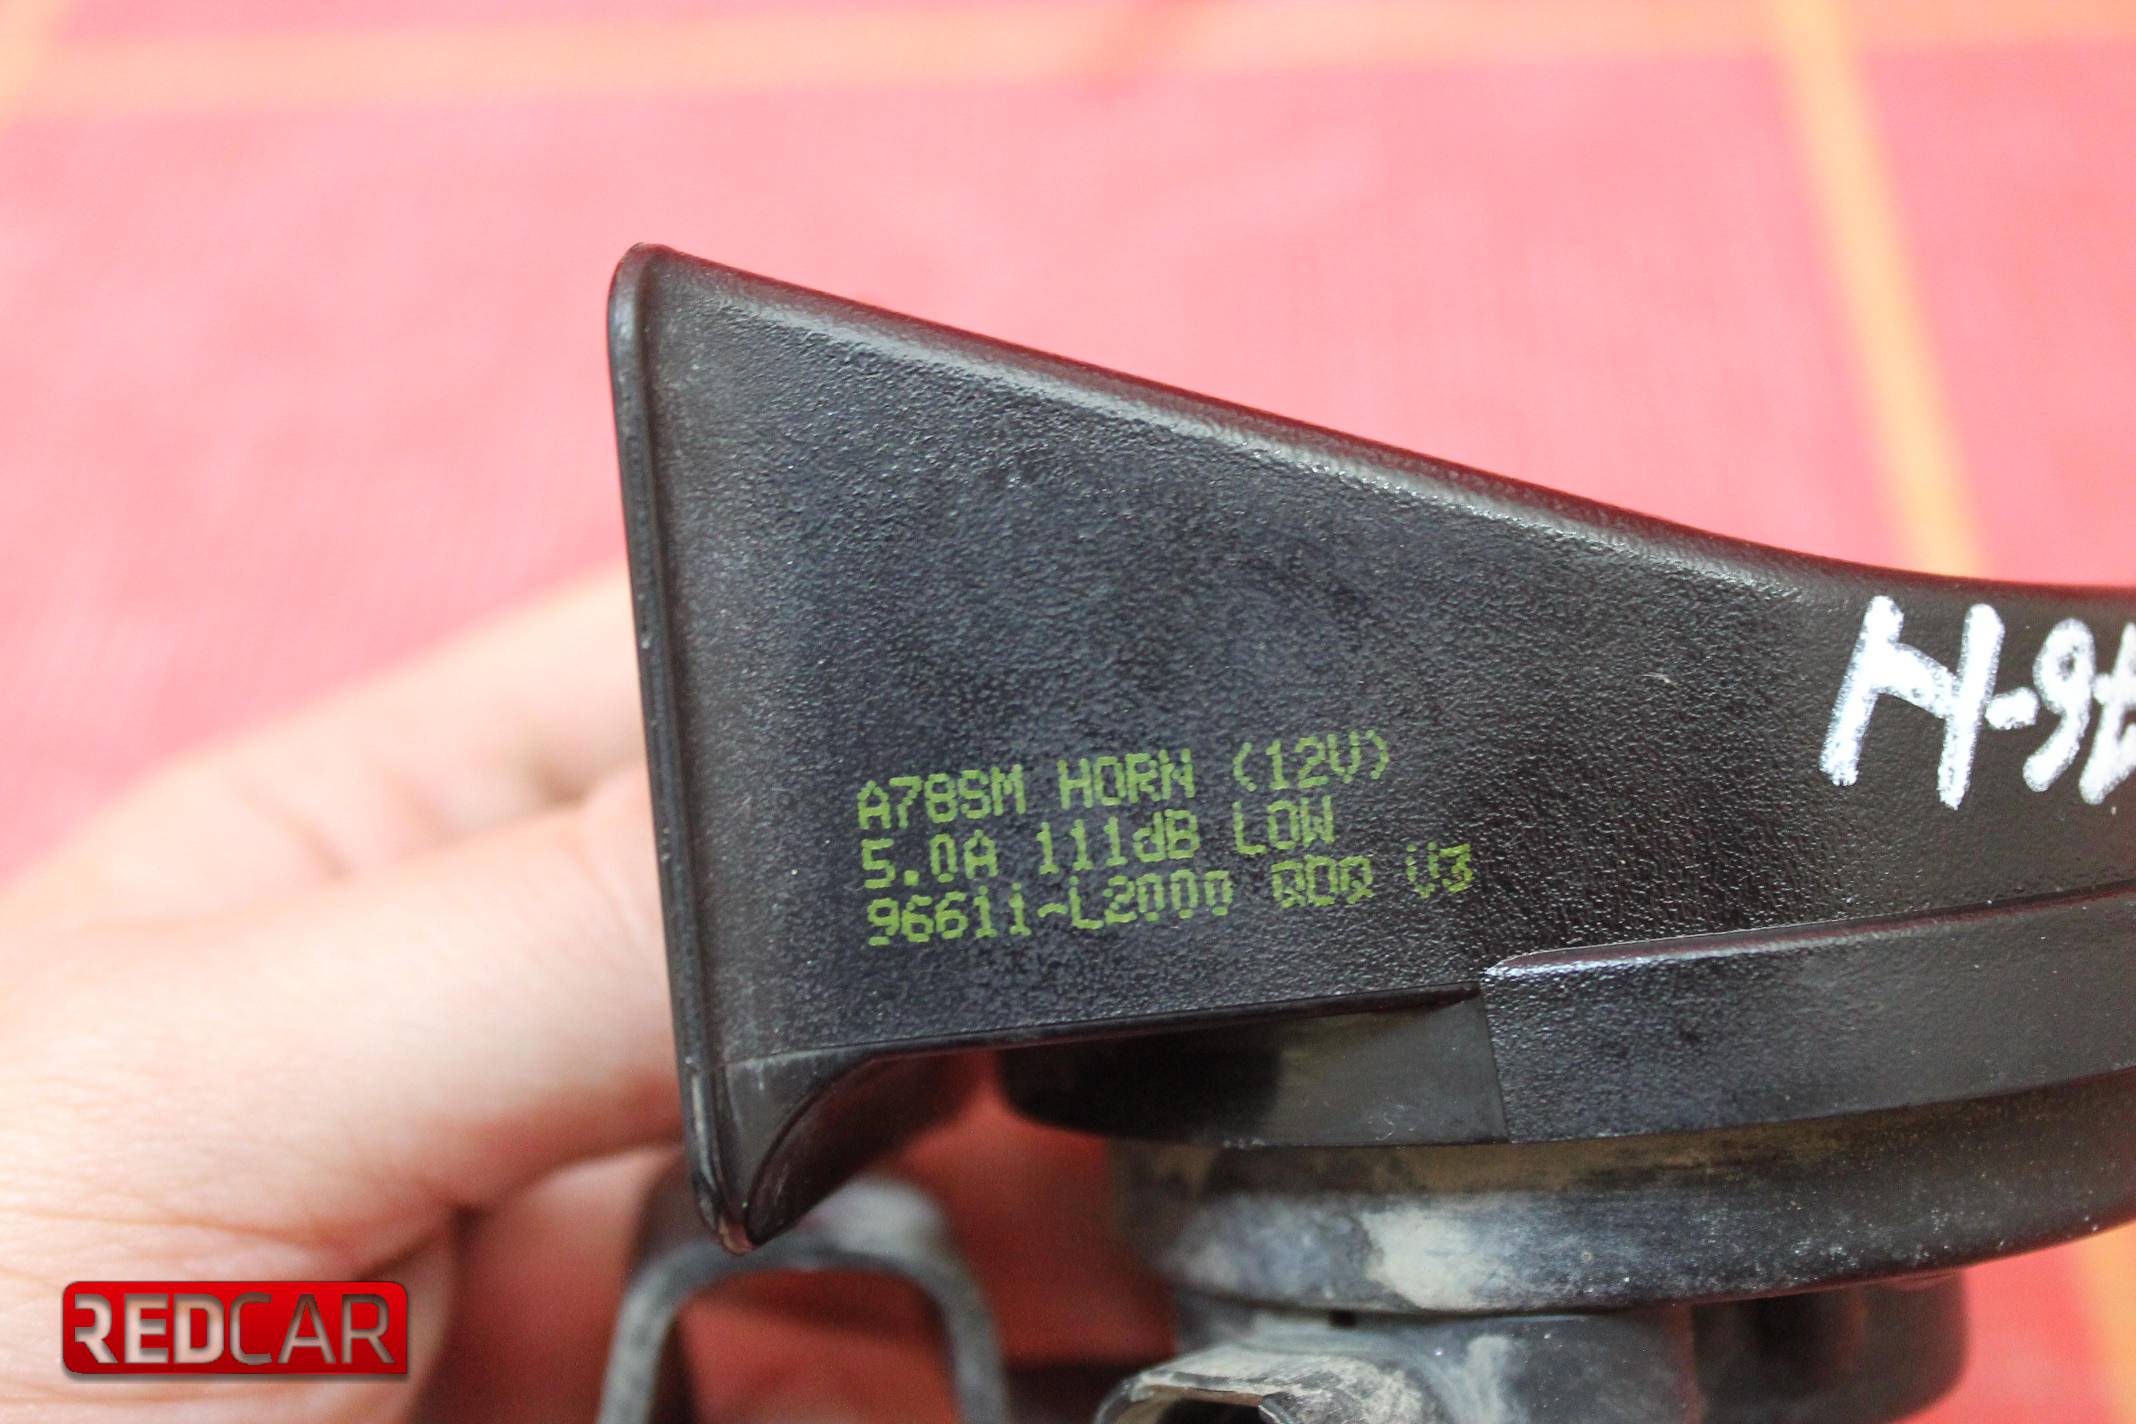 A78SM HORN (12V)
5.0A 111dB LOW
96611-L2000 QDQ V3
REDCAR